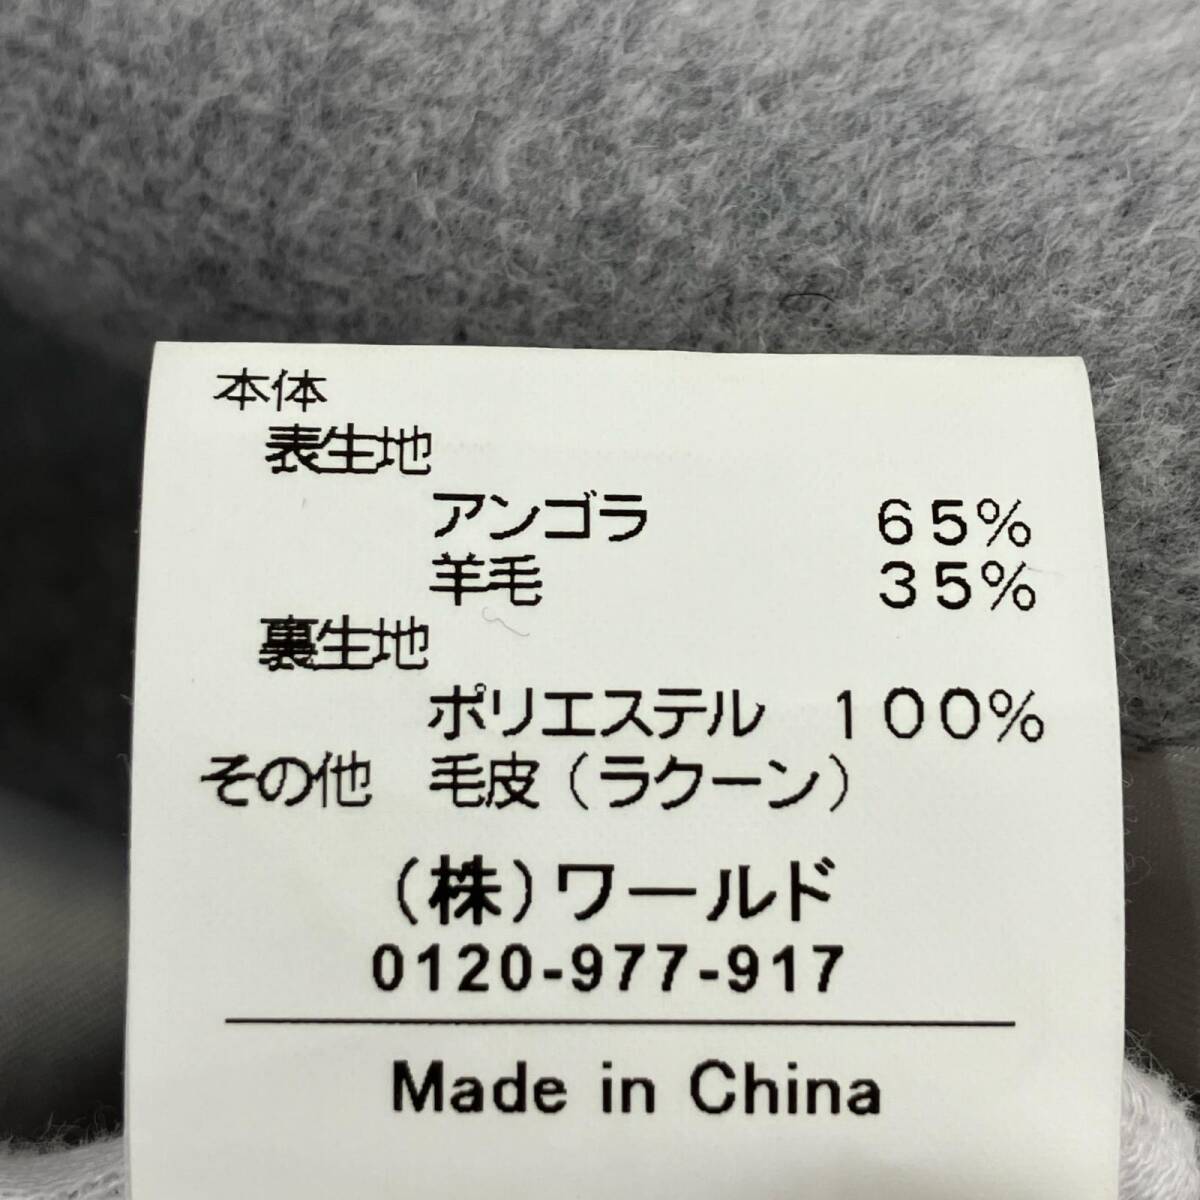 本体
表生地
アンゴラ 65%
羊毛 35%
裏生地
ポリエステル 100%
その他 毛皮(ラクーン)
(株)ワールド
0120-977-917
Made in China